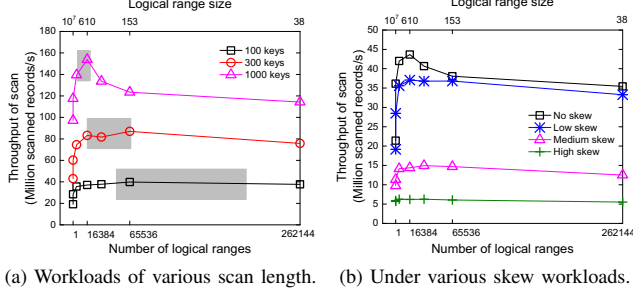 Logical range size
10⁷ 610 153 38
180
160
140
120
100
80
60
40
20
0
Throughput of scan
(Million scanned records/s)
100 keys
300 keys
1000 keys
1 16384 65536 262144
Number of logical ranges
(a) Workloads of various scan length.
Logical range size
10⁷ 610 153 38
50
45
40
35
30
25
20
15
10
5
0
Throughput of scan
(Million scanned records/s)
No skew
Low skew
Medium skew
High skew
1 16384 65536 262144
Number of logical ranges
(b) Under various skew workloads.